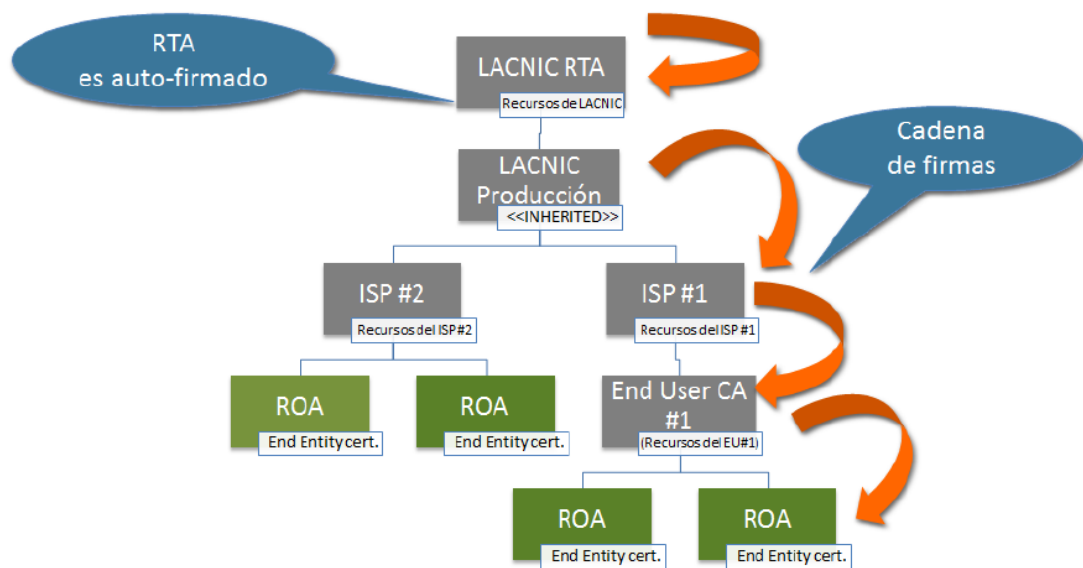 RTA
es auto-firmado
LACNIC RTA
Recursos de LACNIC
Cadena
de firmas
LACNIC
Producción
<<INHERITED>>
ISP #2
Recursos del ISP#2
ISP #1
Recursos del ISP #1
ROA
End Entity cert.
ROA
End Entity cert.
End User CA
#1
(Recursos del EU#1)
ROA
End Entity cert.
ROA
End Entity cert.